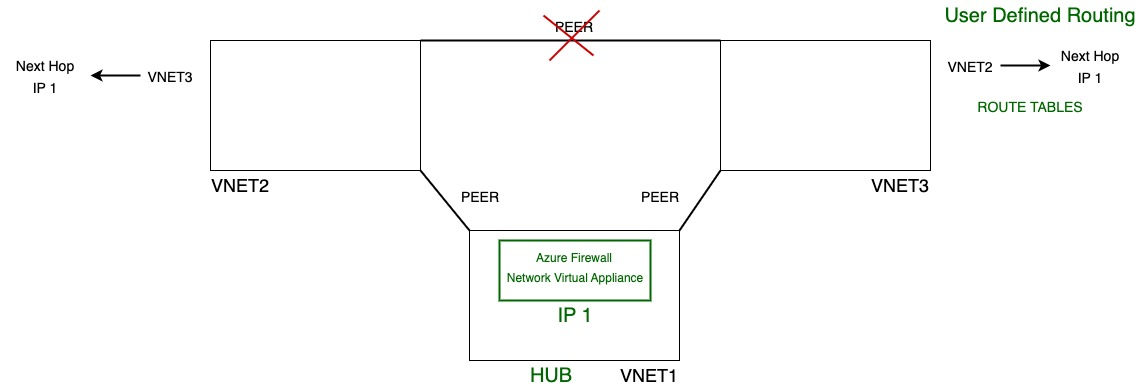 User Defined Routing
PEER
Next Hop
IP 1
VNET3
VNET2
Next Hop
IP 1
ROUTE TABLES
VNET2
VNET3
PEER
PEER
Azure Firewall
Network Virtual Appliance
IP 1
HUB
VNET1